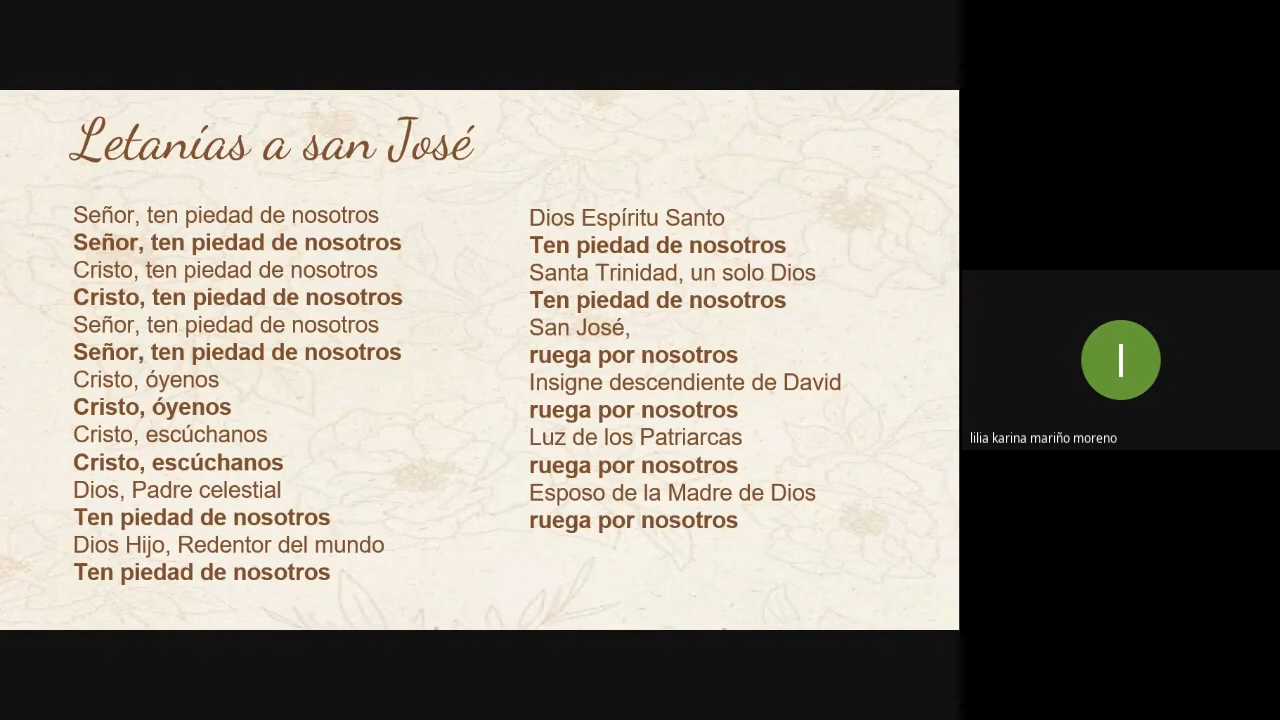 Letanías a san José
Señor, ten piedad de nosotros
Señor, ten piedad de nosotros
Cristo, ten piedad de nosotros
Cristo, ten piedad de nosotros
Señor, ten piedad de nosotros
Señor, ten piedad de nosotros
Cristo, óyenos
Cristo, óyenos
Cristo, escúchanos
Cristo, escúchanos
Dios, Padre celestial
Ten piedad de nosotros
Dios Hijo, Redentor del mundo
Ten piedad de nosotros
Dios Espíritu Santo
Ten piedad de nosotros
Santa Trinidad, un solo Dios
Ten piedad de nosotros
San José,
ruega por nosotros
Insigne descendiente de David
ruega por nosotros
Luz de los Patriarcas
ruega por nosotros
Esposo de la Madre de Dios
ruega por nosotros
l
lilia karina mariño moreno